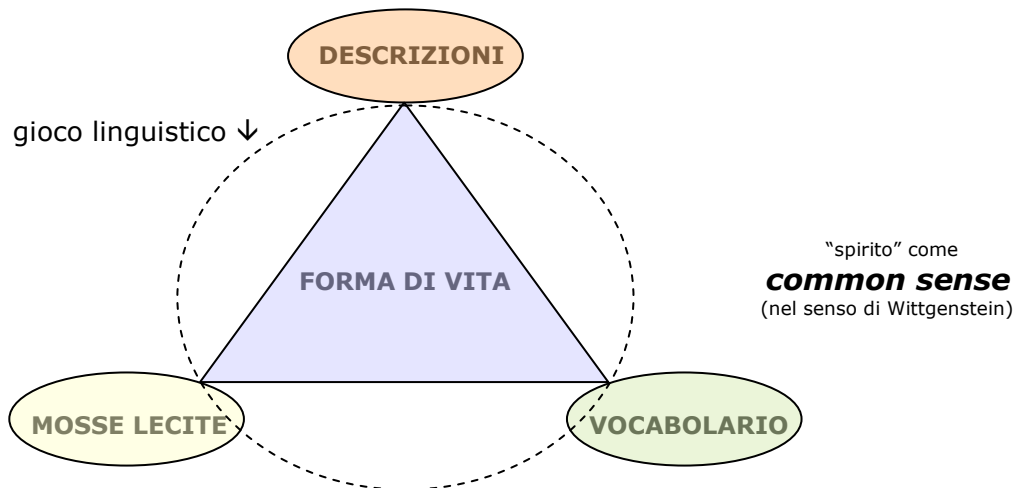 DESCRIZIONI
gioco linguistico ↓
FORMA DI VITA
“spirito” come
common sense
(nel senso di Wittgenstein)
MOSSE LECITE
VOCABOLARIO